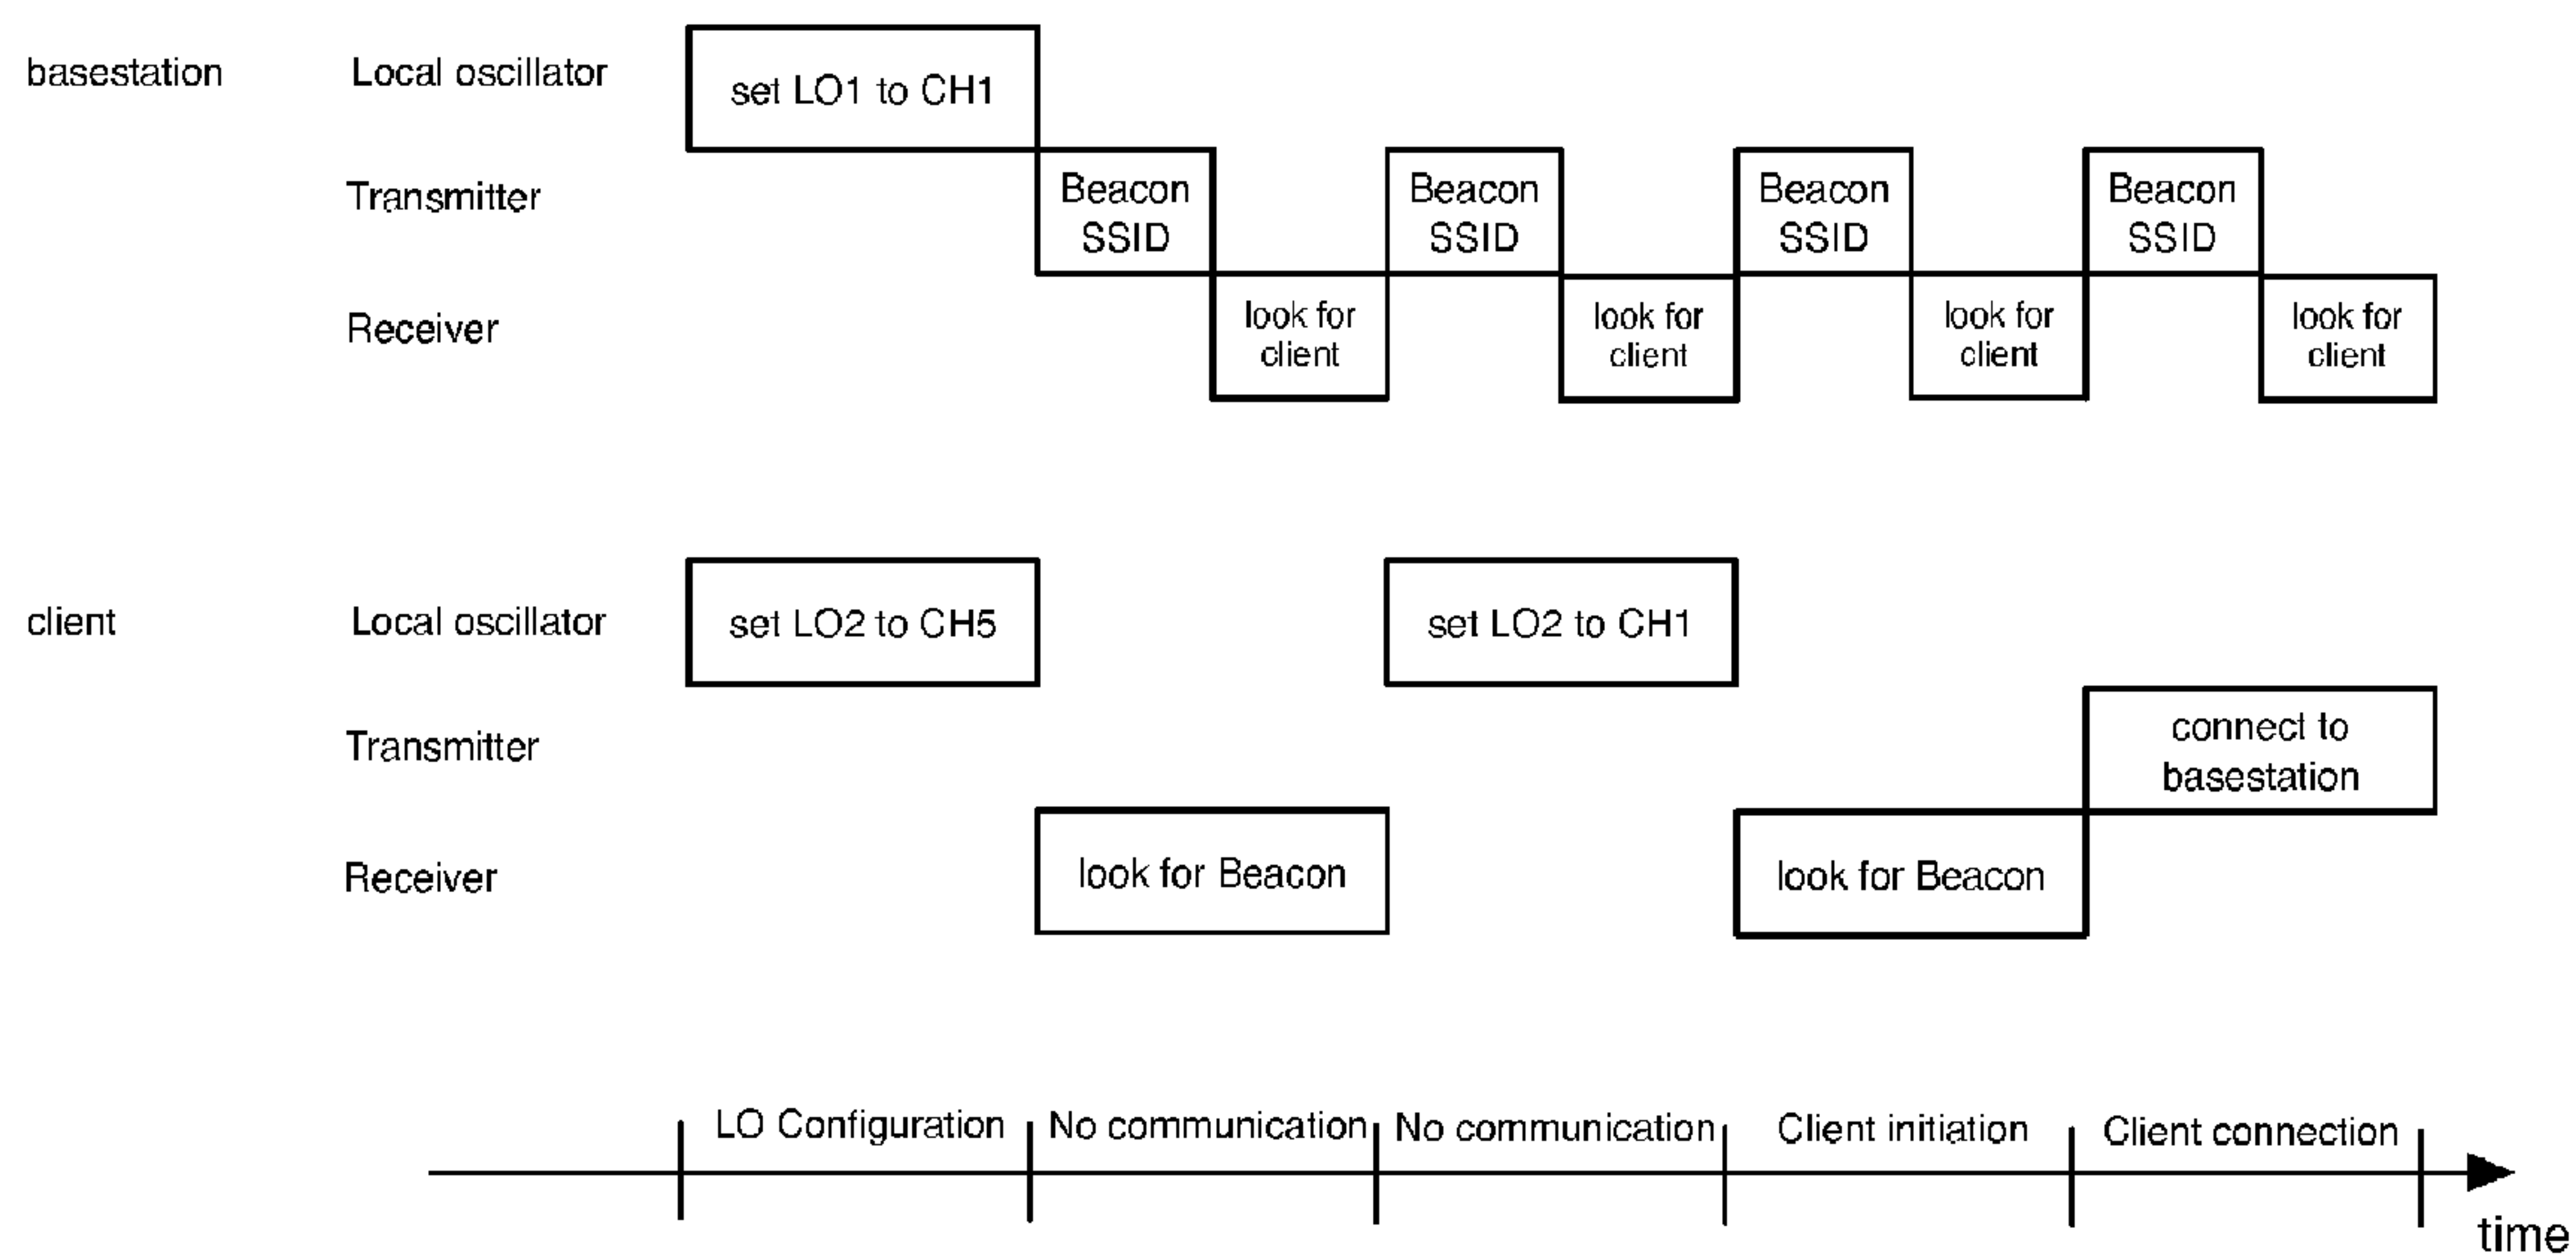 basestation
Local oscillator
set LO1 to CH1
Transmitter
Beacon
SSID
Beacon
SSID
Beacon
SSID
Beacon
SSID
Receiver
look for
client
look for
client
look for
client
look for
client
client
Local oscillator
set LO2 to CH5
set LO2 to CH1
Transmitter
connect to
basestation
Receiver
look for Beacon
look for Beacon
LO Configuration
No communication
No communication
Client initiation
Client connection
time